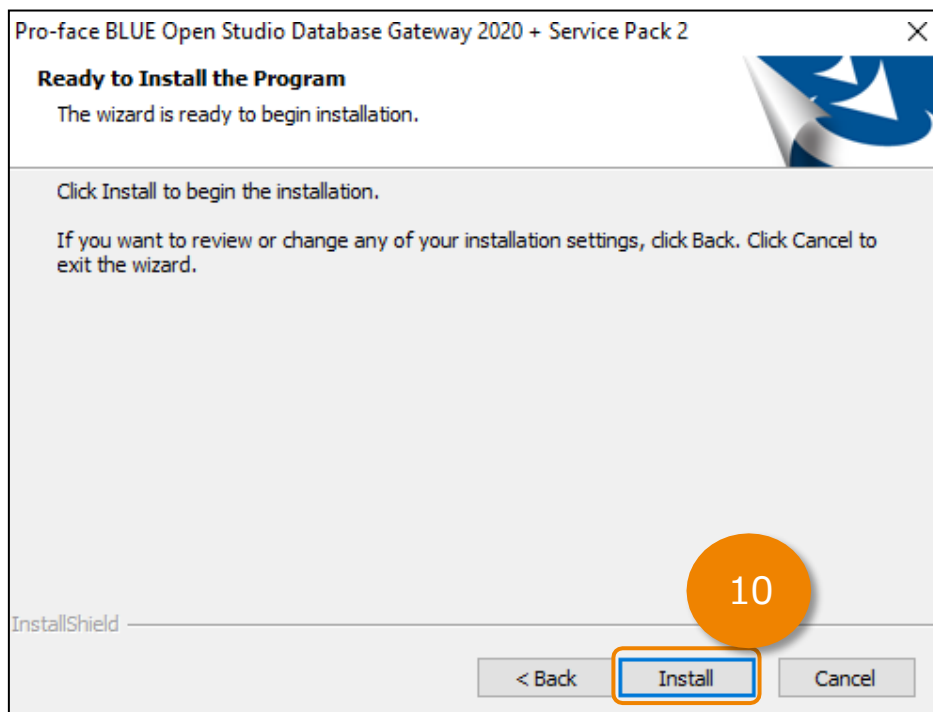 Pro-face BLUE Open Studio Database Gateway 2020 + Service Pack 2
Ready to Install the Program
The wizard is ready to begin installation.
Click Install to begin the installation.
If you want to review or change any of your installation settings, click Back. Click Cancel to
exit the wizard.
10
InstallShield
< Back
Install
Cancel